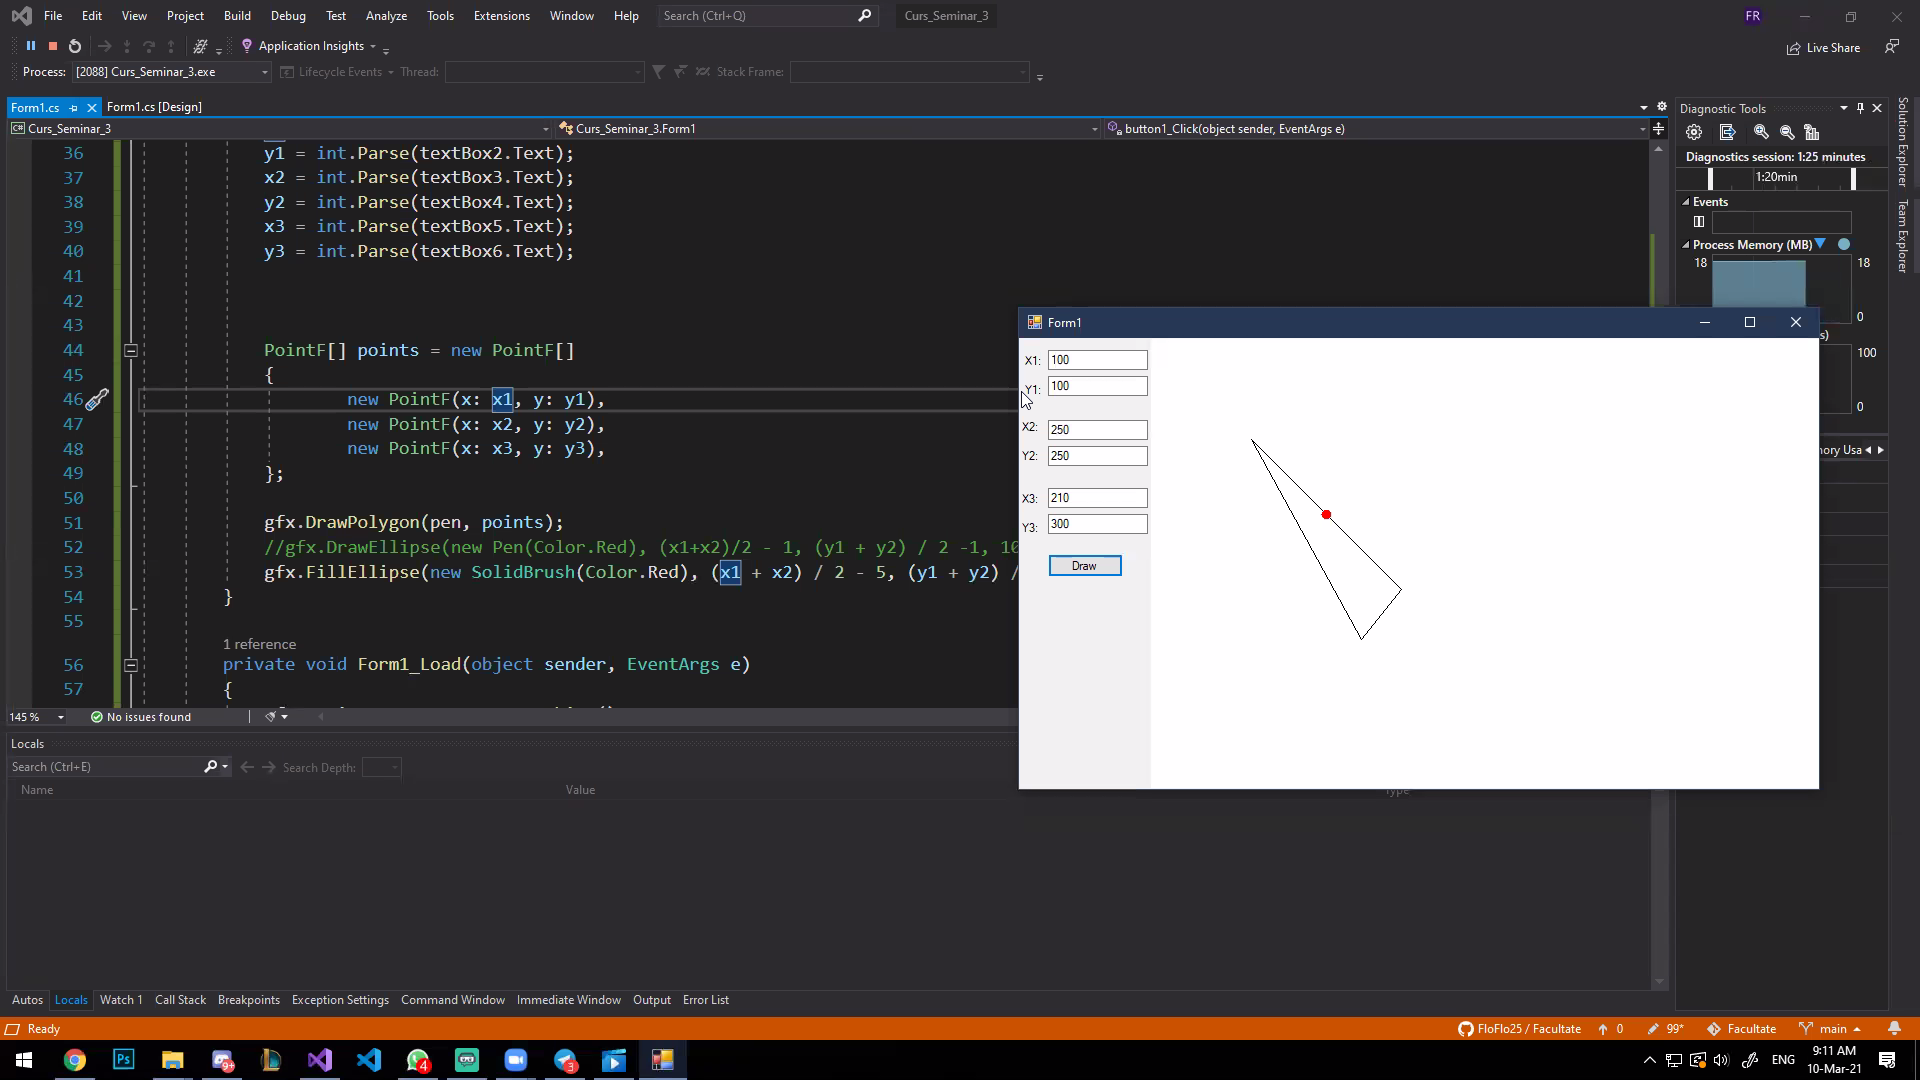 File Edit View Project Build Debug Test Analyze Tools Extensions Window Help Search (Ctrl+Q) Curs_Seminar_3 FR
Application Insights Live Share
Process: [2088] Curs_Seminar_3.exe Lifecycle Events Thread: Stack Frame:
Form1.cs Form1.cs [Design]
Curs_Seminar_3 Curs_Seminar_3.Form1 button1_Click(object sender, EventArgs e)
36 y1 = int.Parse(textBox2.Text);
37 x2 = int.Parse(textBox3.Text);
38 y2 = int.Parse(textBox4.Text);
39 x3 = int.Parse(textBox5.Text);
40 y3 = int.Parse(textBox6.Text);
41
42
43
44 PointF[] points = new PointF[]
45 {
46 new PointF(x: x1, y: y1),
47 new PointF(x: x2, y: y2),
48 new PointF(x: x3, y: y3),
49 };
50
51 gfx.DrawPolygon(pen, points);
52 //gfx.DrawEllipse(new Pen(Color.Red), (x1+x2)/2 - 1, (y1 + y2) / 2 -1, 10
53 gfx.FillEllipse(new SolidBrush(Color.Red), (x1 + x2) / 2 - 5, (y1 + y2) /
54 }
55
1 reference
56 private void Form1_Load(object sender, EventArgs e)
57 {
145 % No issues found
Form1
X1: 100
Y1: 100
X2: 250
Y2: 250
X3: 210
Y3: 300
Draw
Diagnostic Tools
Diagnostics session: 1:25 minutes
1:20min
Events
Process Memory (MB)
18 18
0
s)
100
0
ory Usa
Solution Explorer
Team Explorer
Locals
Search (Ctrl+E) Search Depth:
Name Value Type
Autos Locals Watch 1 Call Stack Breakpoints Exception Settings Command Window Immediate Window Output Error List
Ready FloFlo25 / Facultate 0 99* Facultate main
Ps 9+ 4 3 ENG 9:11 AM
10-Mar-21